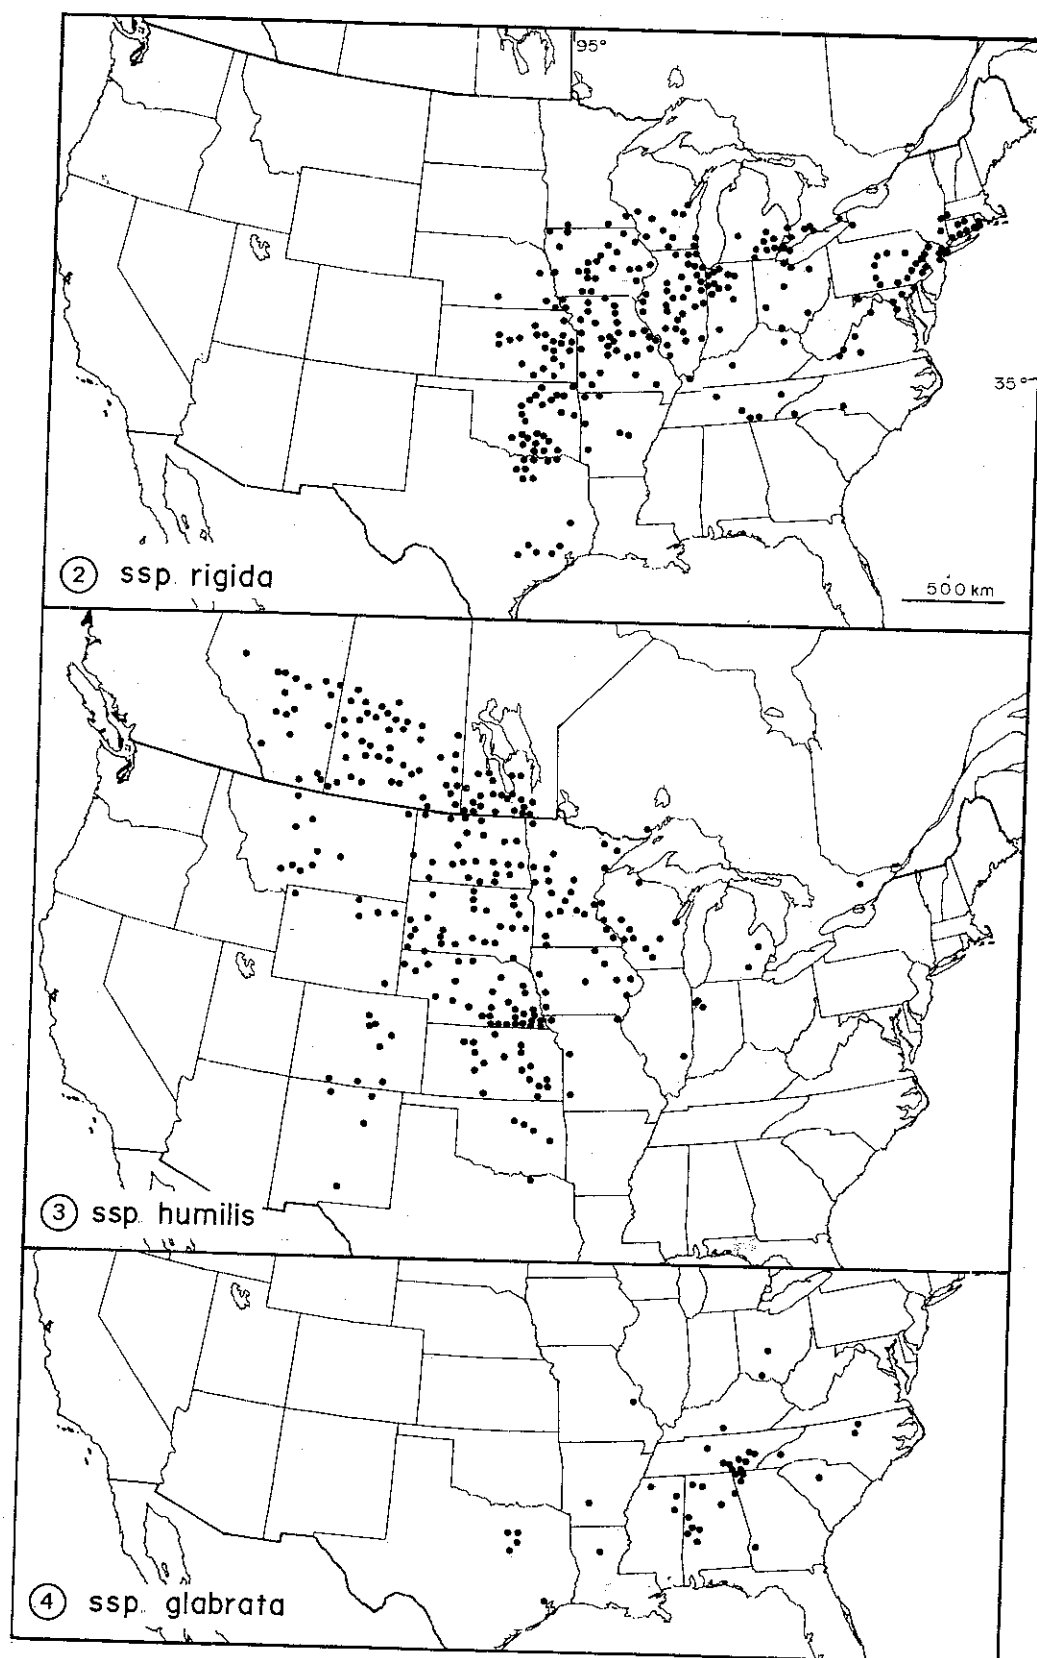 95°
35°
② ssp. rigida
500 km
③ ssp. humilis
④ ssp. glabrata